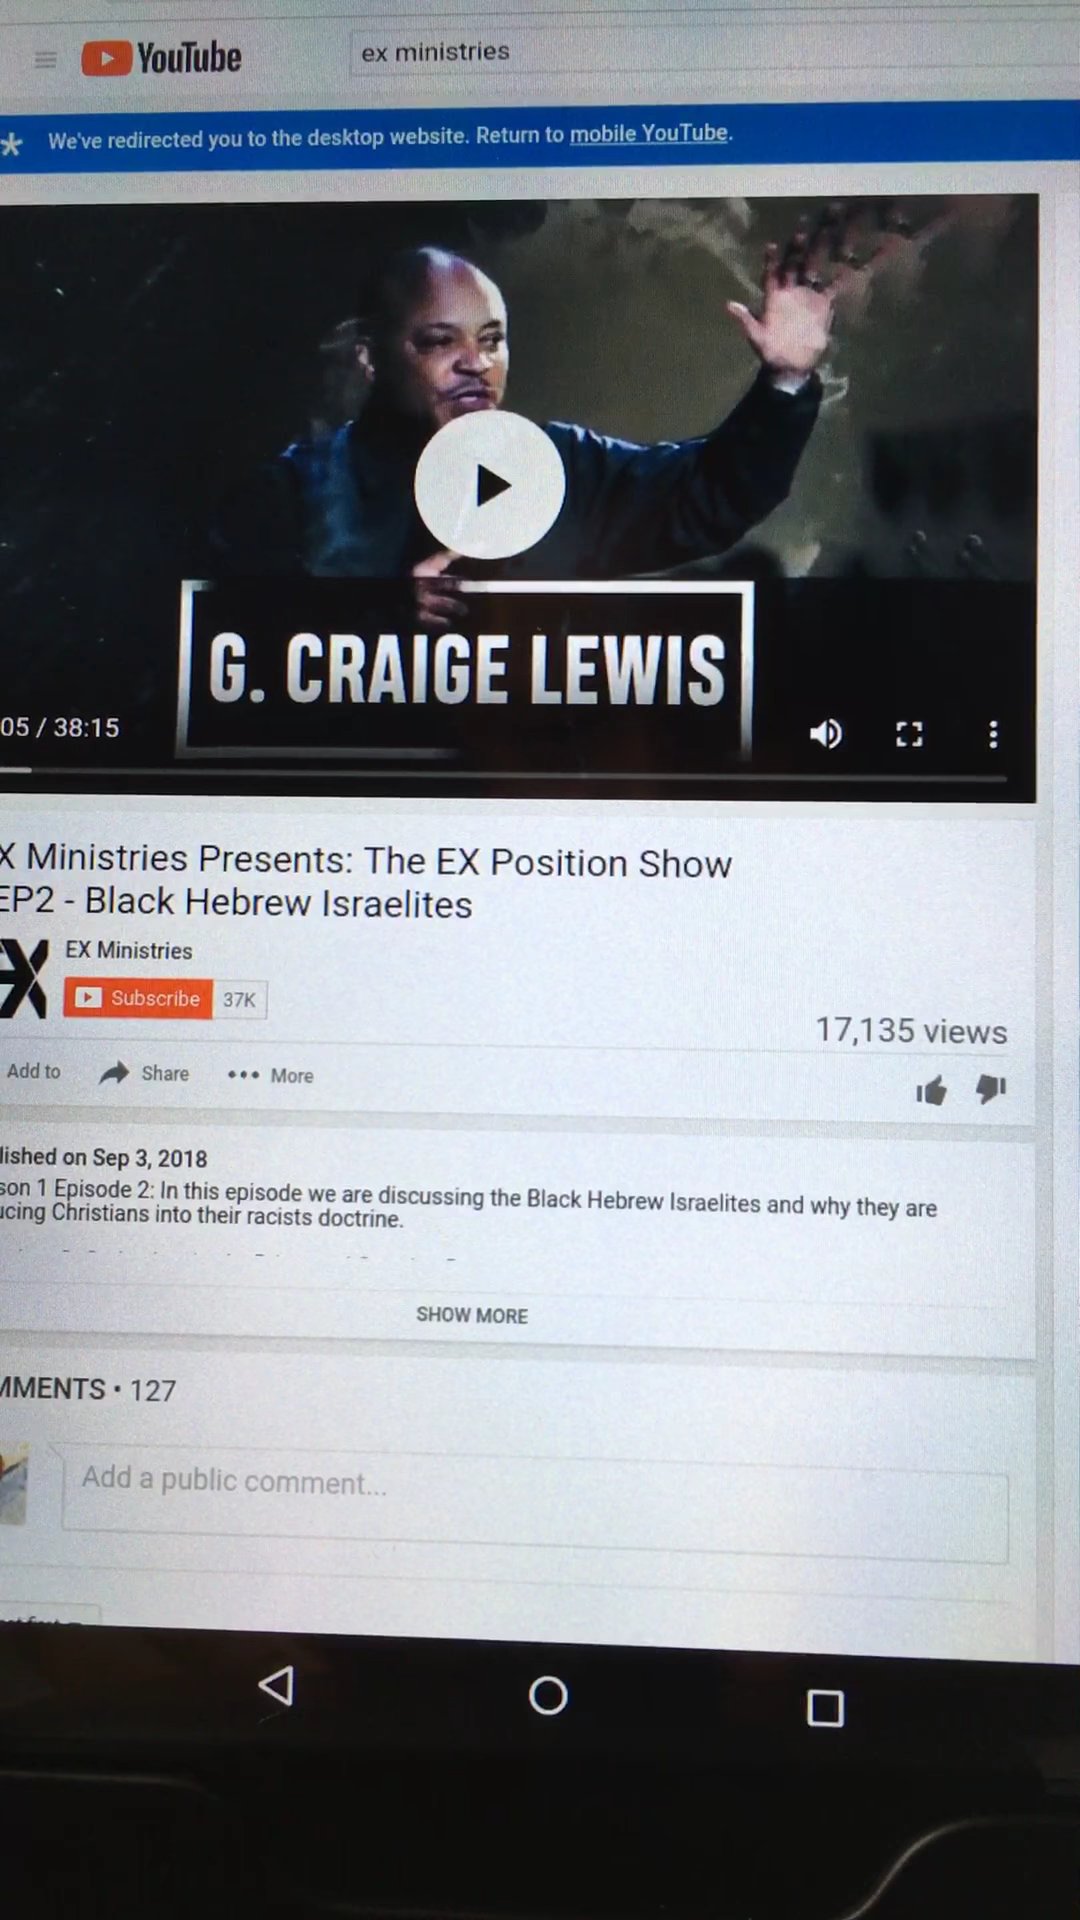 YouTube
ex ministries
We've redirected you to the desktop website. Return to mobile YouTube.
G. CRAIGE LEWIS
05 / 38:15
X Ministries Presents: The EX Position Show
EP2 - Black Hebrew Israelites
EX Ministries
Subscribe 37K
17,135 views
Add to Share More
lished on Sep 3, 2018
son 1 Episode 2: In this episode we are discussing the Black Hebrew Israelites and why they are
ucing Christians into their racists doctrine.
SHOW MORE
MMENTS • 127
Add a public comment...